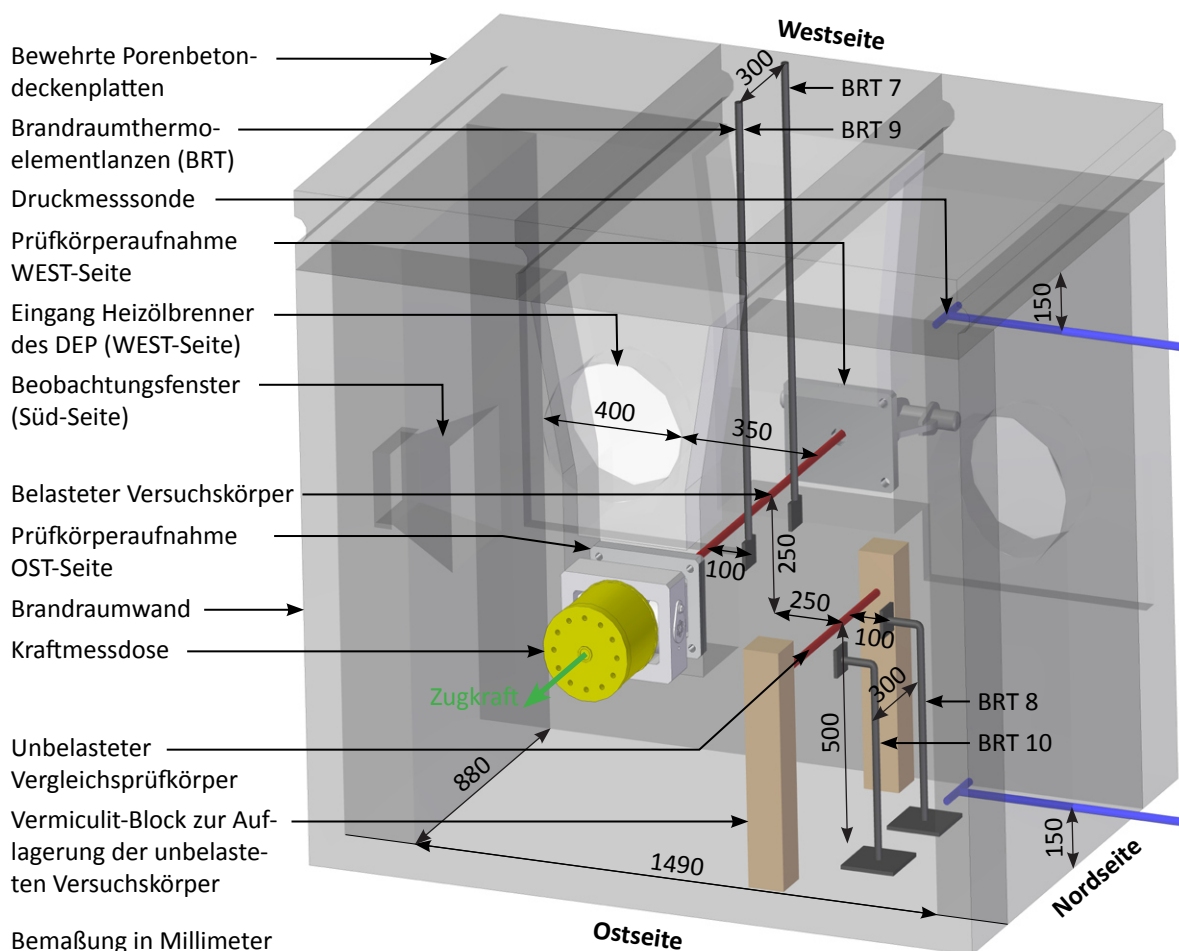 Westseite
Bewehrte Porenbeton-
deckenplatten
300
BRT 7
Brandraumthermo-
elementlanzen (BRT)
BRT 9
Druckmesssonde
Prüfkörperaufnahme
WEST-Seite
150
Eingang Heizölbrenner
des DEP (WEST-Seite)
Beobachtungsfenster
(Süd-Seite)
400
350
Belasteter Versuchskörper
Prüfkörperaufnahme
OST-Seite
100
250
Brandraumwand
250
100
Kraftmessdose
Zugkraft
300
BRT 8
500
BRT 10
Unbelasteter
Vergleichsprüfkörper
880
Vermiculit-Block zur Auf-
lagerung der unbelaste-
ten Versuchskörper
150
1490
Nordseite
Ostseite
Bemaßung in Millimeter